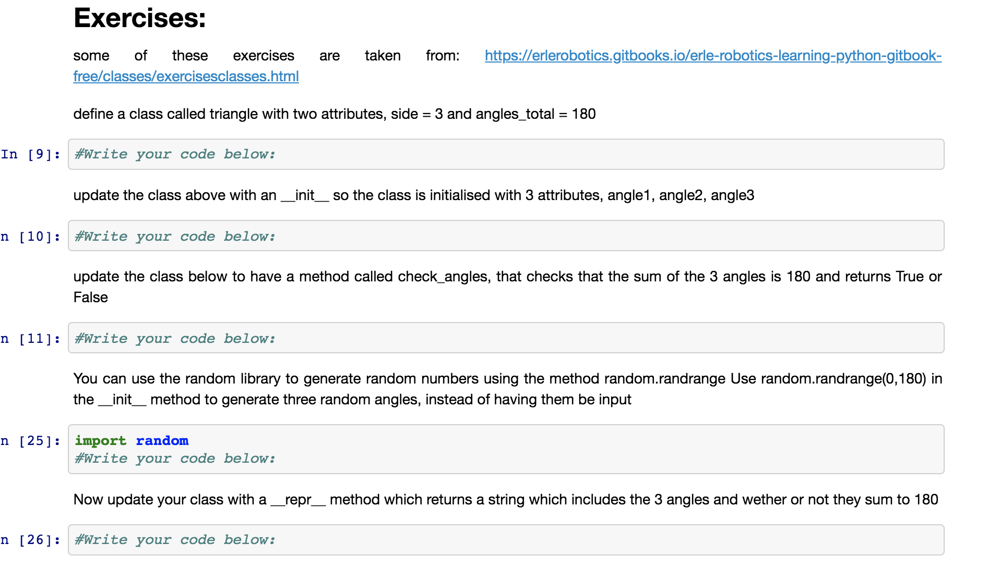 Exercises:
some of these exercises are taken from: https://erlerobotics.gitbooks.io/erle-robotics-learning-python-gitbook-
free/classes/exercisesclasses.html
define a class called triangle with two attributes, side = 3 and angles_total = 180
In [9]: #Write your code below:
update the class above with an __init__ so the class is initialised with 3 attributes, angle1, angle2, angle3
n [10]: #Write your code below:
update the class below to have a method called check_angles, that checks that the sum of the 3 angles is 180 and returns True or
False
n [11]: #Write your code below:
You can use the random library to generate random numbers using the method random.randrange Use random.randrange(0,180) in
the __init__ method to generate three random angles, instead of having them be input
n [25]: import random
#Write your code below:
Now update your class with a __repr__ method which returns a string which includes the 3 angles and wether or not they sum to 180
n [26]: #Write your code below: